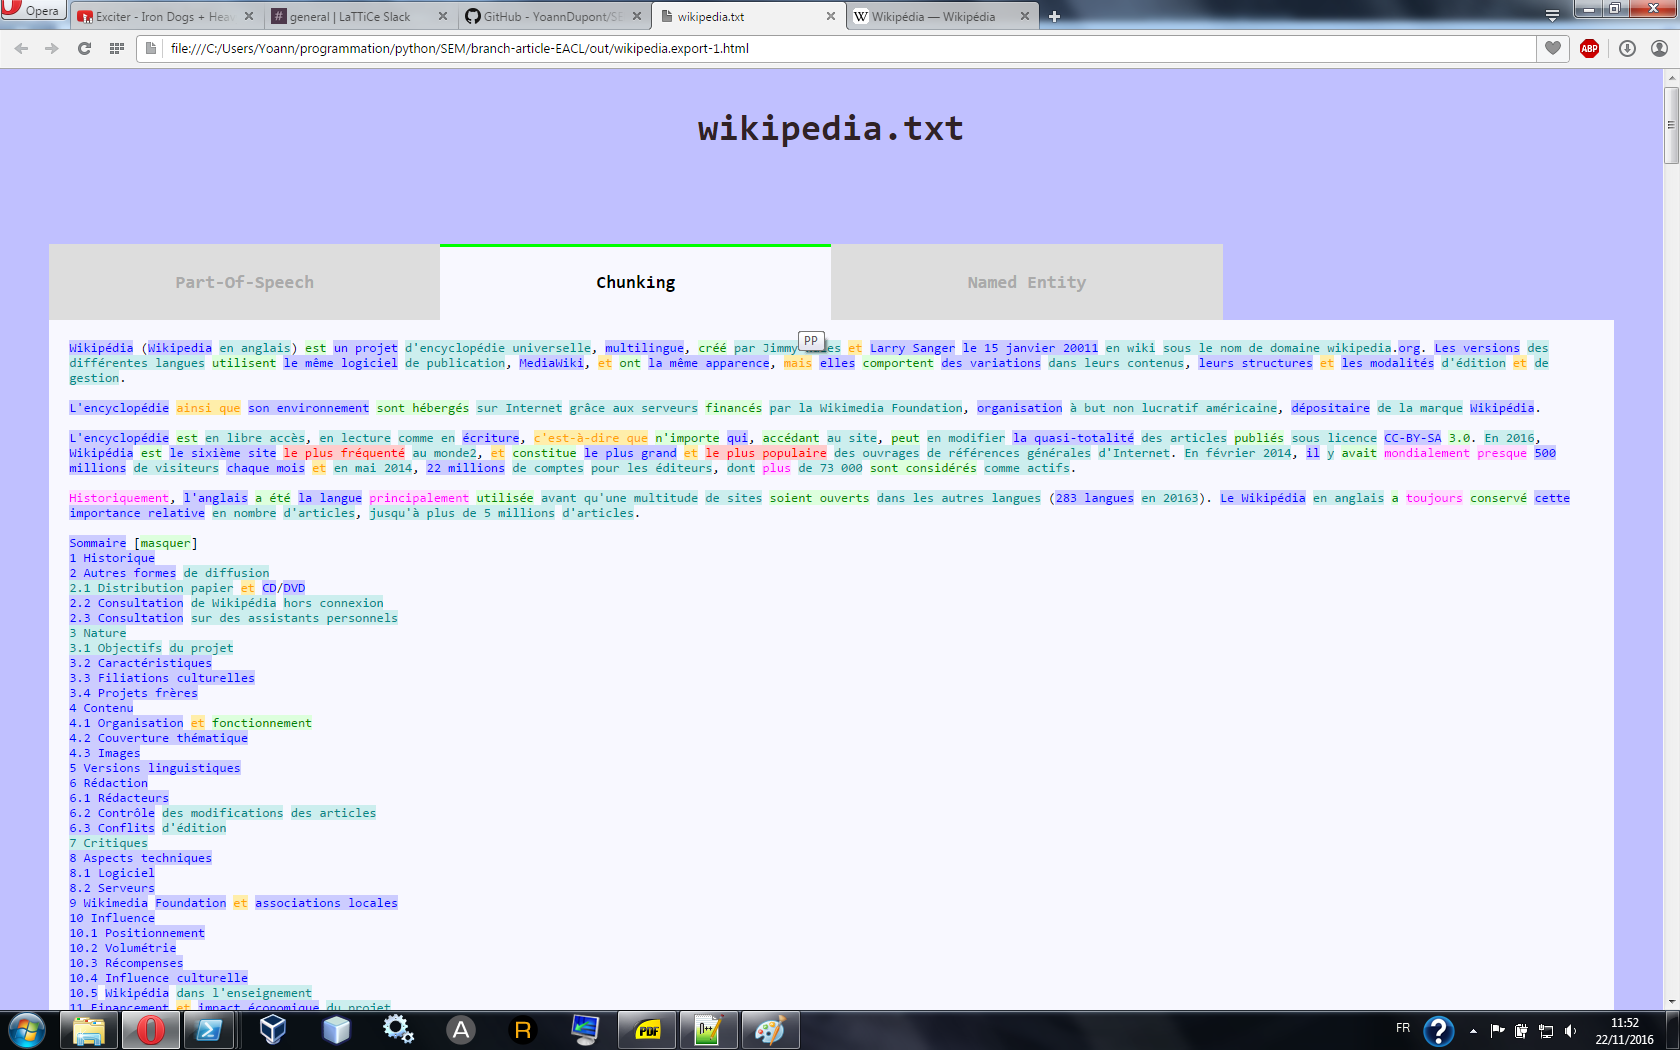 Opera
Exciter - Iron Dogs + Heav
general | LaTTiCe Slack
GitHub - YoannDupont/SE
wikipedia.txt
Wikipédia — Wikipédia
file:///C:/Users/Yoann/programmation/python/SEM/branch-article-EACL/out/wikipedia.export-1.html
ABP
wikipedia.txt
Part-Of-Speech
Chunking
Named Entity
PP
Wikipédia (Wikipedia en anglais) est un projet d'encyclopédie universelle, multilingue, créé par Jimmy et Larry Sanger le 15 janvier 20011 en wiki sous le nom de domaine wikipedia.org. Les versions des
différentes langues utilisent le même logiciel de publication, MediaWiki, et ont la même apparence, mais elles comportent des variations dans leurs contenus, leurs structures et les modalités d'édition et de
gestion.
L'encyclopédie ainsi que son environnement sont hébergés sur Internet grâce aux serveurs financés par la Wikimedia Foundation, organisation à but non lucratif américaine, dépositaire de la marque Wikipédia.
L'encyclopédie est en libre accès, en lecture comme en écriture, c'est-à-dire que n'importe qui, accédant au site, peut en modifier la quasi-totalité des articles publiés sous licence CC-BY-SA 3.0. En 2016,
Wikipédia est le sixième site le plus fréquenté au monde2, et constitue le plus grand et le plus populaire des ouvrages de références générales d'Internet. En février 2014, il y avait mondialement presque 500
millions de visiteurs chaque mois et en mai 2014, 22 millions de comptes pour les éditeurs, dont plus de 73 000 sont considérés comme actifs.
Historiquement, l'anglais a été la langue principalement utilisée avant qu'une multitude de sites soient ouverts dans les autres langues (283 langues en 20163). Le Wikipédia en anglais a toujours conservé cette
importance relative en nombre d'articles, jusqu'à plus de 5 millions d'articles.
Sommaire [masquer]
1 Historique
2 Autres formes de diffusion
2.1 Distribution papier et CD/DVD
2.2 Consultation de Wikipédia hors connexion
2.3 Consultation sur des assistants personnels
3 Nature
3.1 Objectifs du projet
3.2 Caractéristiques
3.3 Filiations culturelles
3.4 Projets frères
4 Contenu
4.1 Organisation et fonctionnement
4.2 Couverture thématique
4.3 Images
5 Versions linguistiques
6 Rédaction
6.1 Rédacteurs
6.2 Contrôle des modifications des articles
6.3 Conflits d'édition
7 Critiques
8 Aspects techniques
8.1 Logiciel
8.2 Serveurs
9 Wikimedia Foundation et associations locales
10 Influence
10.1 Positionnement
10.2 Volumétrie
10.3 Récompenses
10.4 Influence culturelle
10.5 Wikipédia dans l'enseignement
11 Financement et impact économique du projet
A
R
PDF
FR
11:52
22/11/2016